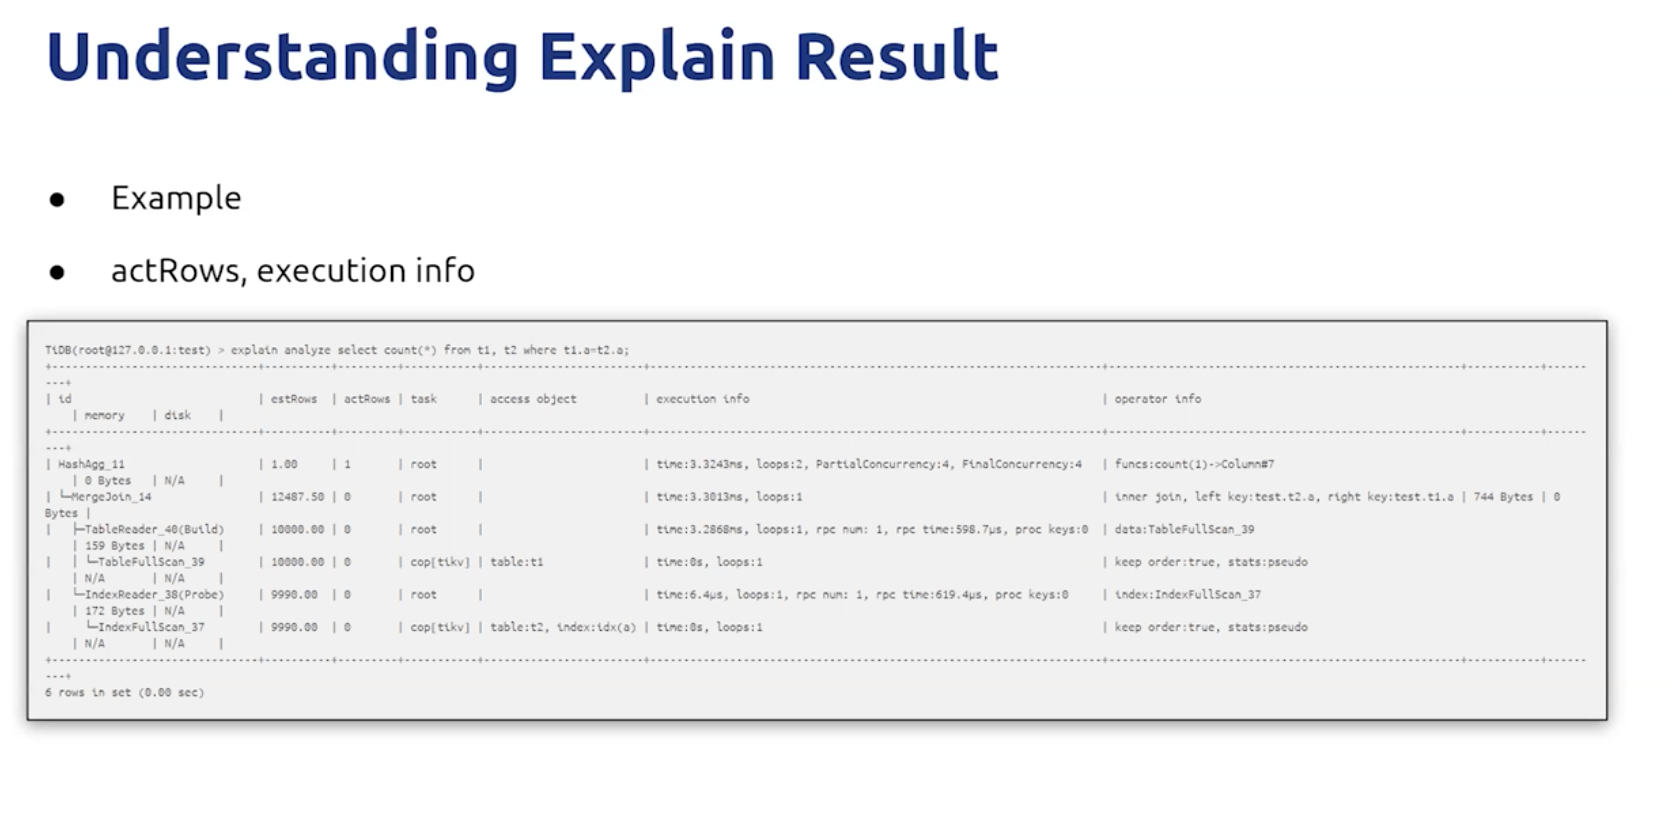 Understanding Explain Result
● Example
● actRows, execution info
TiDB(root@127.0.0.1:test) > explain analyze select count(*) from t1, t2 where t1.a=t2.a;
+-----------------------------+----------+---------+-----------+------------------------+----------------------------------------------------------------------+--------------------------------------------------------+-----------+------
---+
| id | estRows | actRows | task | access object | execution info | operator info
| memory | disk |
+-----------------------------+----------+---------+-----------+------------------------+----------------------------------------------------------------------+--------------------------------------------------------+-----------+------
---+
| HashAgg_11 | 1.00 | 1 | root | | time:3.3243ms, loops:2, PartialConcurrency:4, FinalConcurrency:4 | funcs:count(1)->Column#7
| 0 Bytes | N/A |
| └─MergeJoin_14 | 12487.50 | 0 | root | | time:3.3013ms, loops:1 | inner join, left key:test.t2.a, right key:test.t1.a | 744 Bytes | 0
Bytes |
| ├─TableReader_40(Build) | 10000.00 | 0 | root | | time:3.2868ms, loops:1, rpc num: 1, rpc time:598.7µs, proc keys:0 | data:TableFullScan_39
| 159 Bytes | N/A |
| │ └─TableFullScan_39 | 10000.00 | 0 | cop[tikv] | table:t1 | time:0s, loops:1 | keep order:true, stats:pseudo
| N/A | N/A |
| └─IndexReader_38(Probe) | 9990.00 | 0 | root | | time:6.4µs, loops:1, rpc num: 1, rpc time:619.4µs, proc keys:0 | index:IndexFullScan_37
| 172 Bytes | N/A |
| └─IndexFullScan_37 | 9990.00 | 0 | cop[tikv] | table:t2, index:idx(a) | time:0s, loops:1 | keep order:true, stats:pseudo
| N/A | N/A |
+-----------------------------+----------+---------+-----------+------------------------+----------------------------------------------------------------------+--------------------------------------------------------+-----------+------
---+
6 rows in set (0.00 sec)